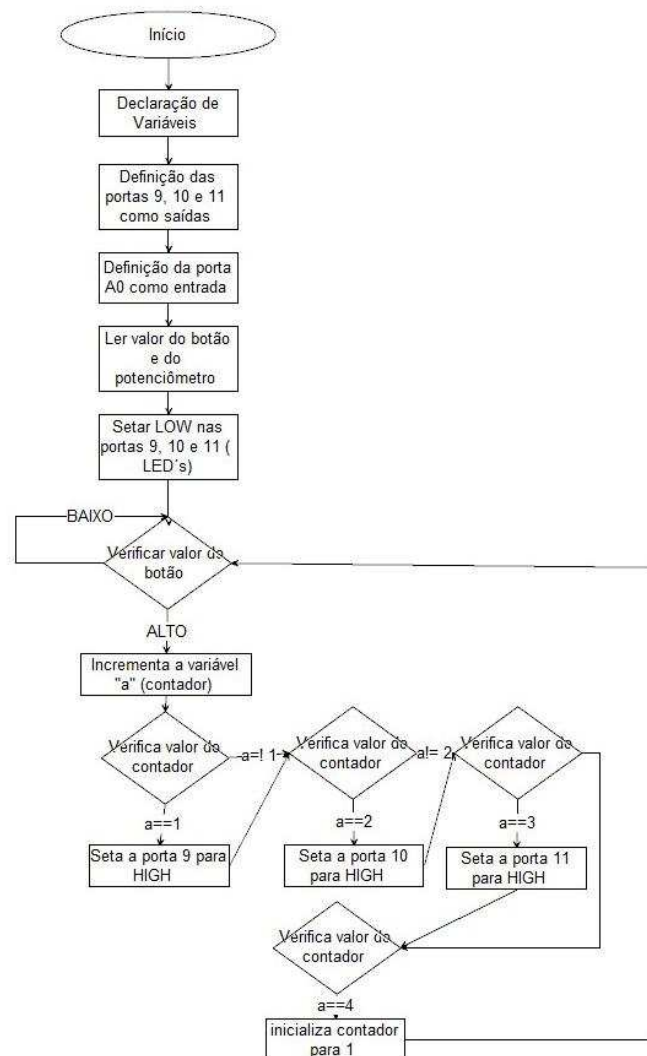 Início
Declaração de
Variáveis
Definição das
portas 9, 10 e 11
como saídas
Definição da porta
A0 como entrada
Ler valor do botão
e do
potenciômetro
Setar LOW nas
portas 9, 10 e 11 (
LED´s)
BAIXO
Verificar valor do
botão
ALTO
Incrementa a variável
"a" (contador)
Verifica valor do
contador
a=! 1
Verifica valor do
contador
a!= 2
Verifica valor do
contador
a==1
a==2
a==3
Seta a porta 9 para
HIGH
Seta a porta 10
para HIGH
Seta a porta 11
para HIGH
Verifica valor do
contador
a==4
inicializa contador
para 1